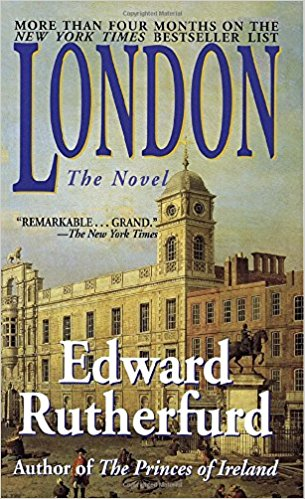 MORE THAN FOUR MONTHS ON THE
NEW YORK TIMES BESTSELLER LIST
LONDON
The Novel
"REMARKABLE . . . GRAND."
—The New York Times
Edward
Rutherfurd
Author of The Princes of Ireland